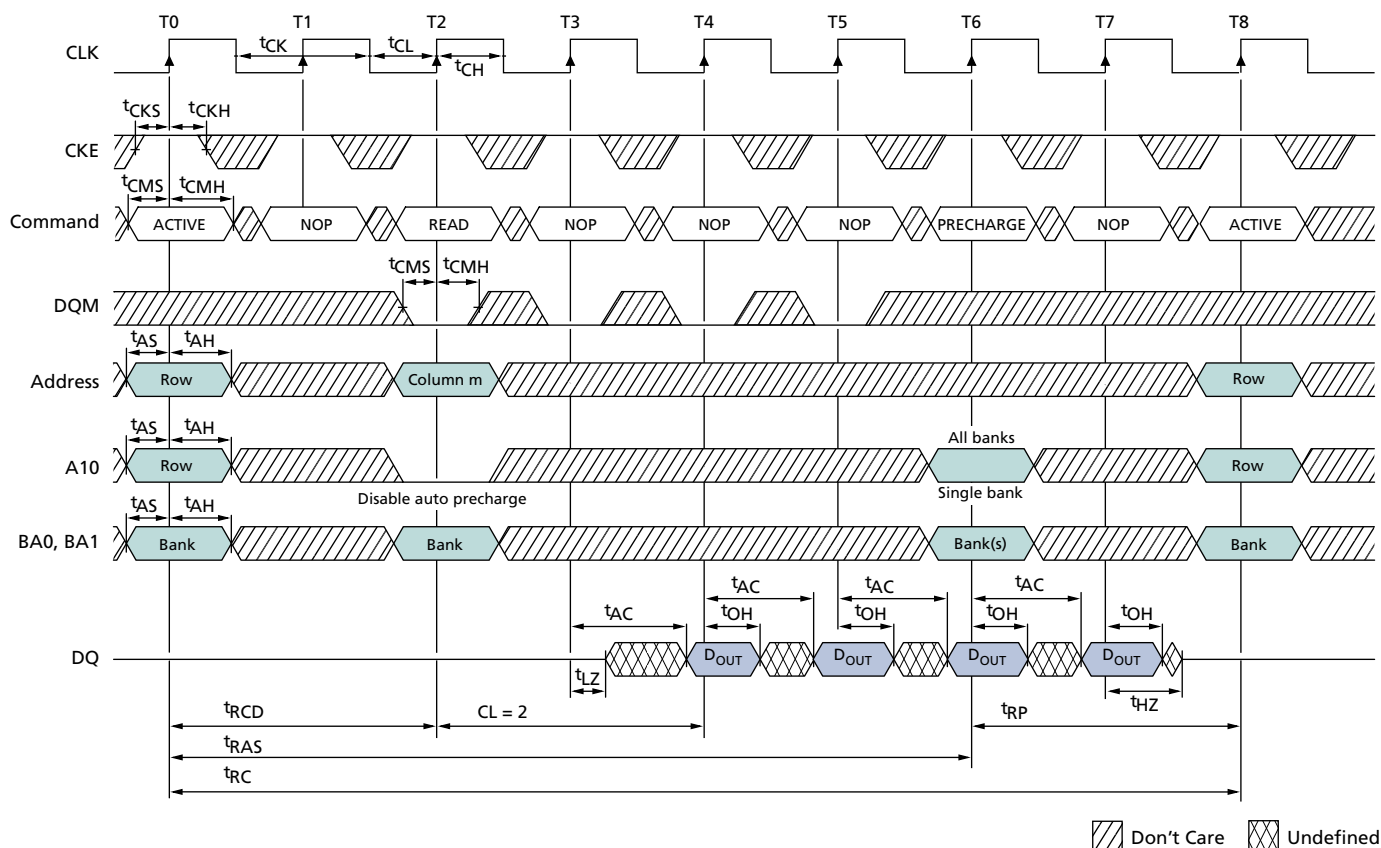 T0 T1 T2 T3 T4 T5 T6 T7 T8
CLK
tCK tCL
tCH
tCKS tCKH
CKE
tCMS tCMH
Command ACTIVE NOP READ NOP NOP NOP PRECHARGE NOP ACTIVE
tCMS tCMH
DQM
tAS tAH
Address Row Column m Row
tAS tAH
All banks
A10 Row Row
Disable auto precharge Single bank
tAS tAH
BA0, BA1 Bank Bank Bank(s) Bank
tAC tAC tAC
tAC tOH tOH tOH tOH
DQ DOUT DOUT DOUT DOUT
tLZ tHZ
tRCD CL = 2 tRP
tRAS
tRC
Don't Care Undefined